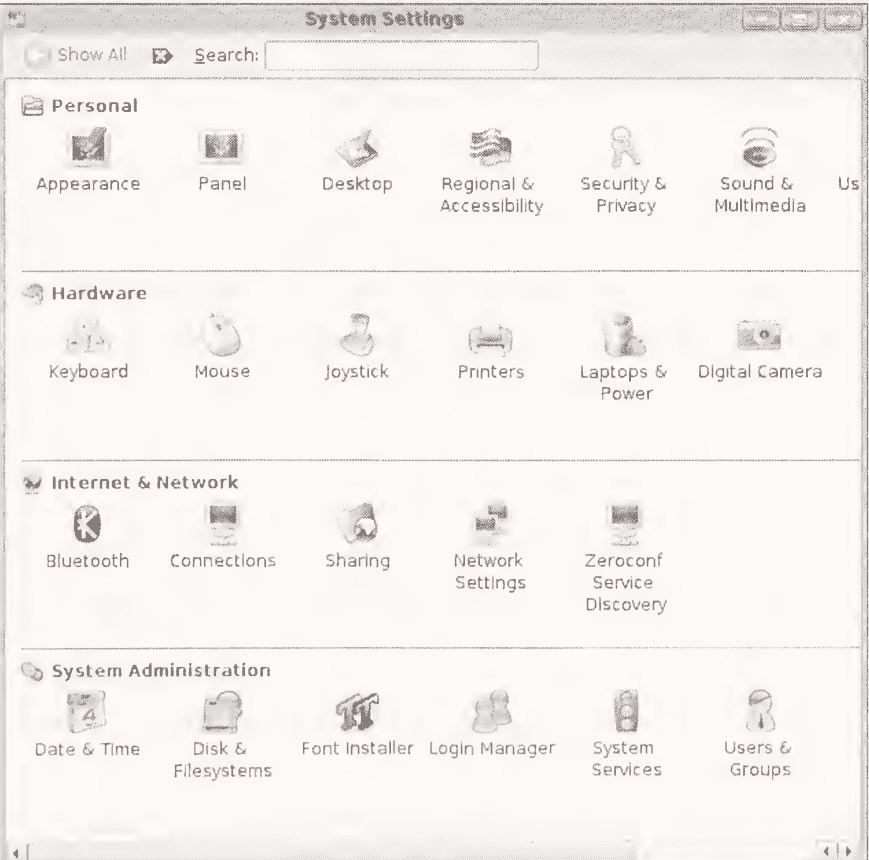 System Settings
Show All Search:
Personal
Appearance Panel Desktop Regional & Accessibility Security & Privacy Sound & Multimedia Us
Hardware
Keyboard Mouse Joystick Printers Laptops & Power Digital Camera
Internet & Network
Bluetooth Connections Sharing Network Settings Zeroconf Service Discovery
System Administration
Date & Time Disk & Filesystems Font Installer Login Manager System Services Users & Groups